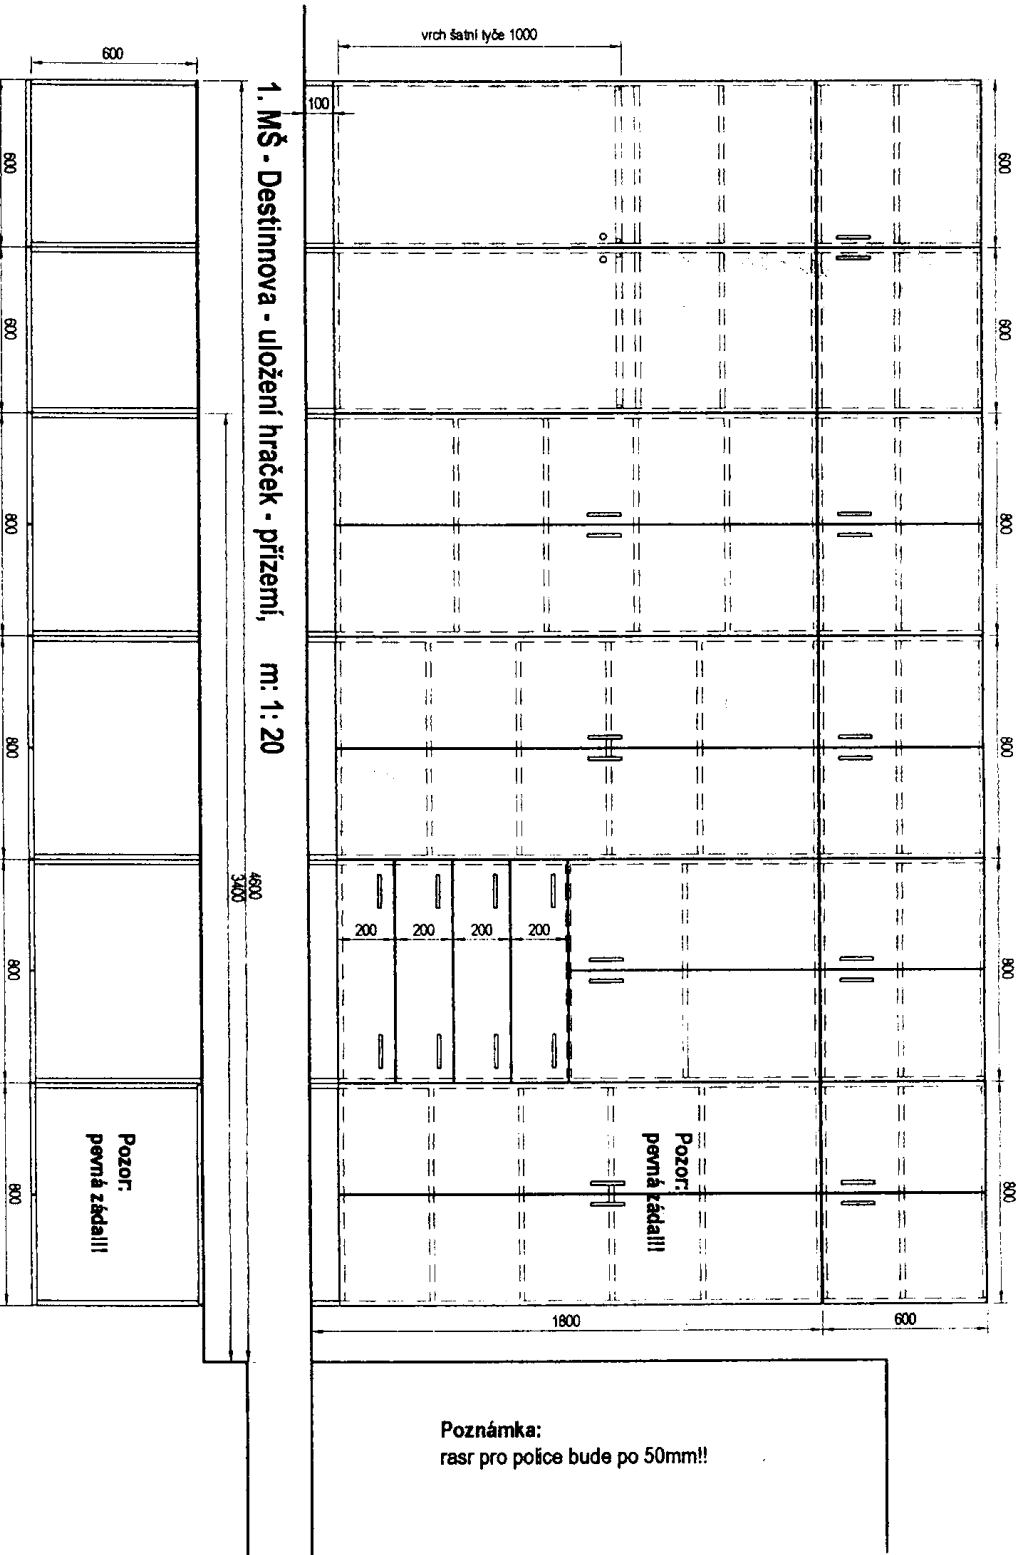 vrch šatní tyče 1000
600
100
600
600
800
800
800
800
600
600
800
800
800
800
1. MŠ - Destinnova - uložení hraček - přízemí, m: 1: 20
4600
3400
200
200
200
200
Pozor:
pevná záda!!!
Pozor:
pevná záda!!!
1800
600
Poznámka:
rasr pro police bude po 50mm!!